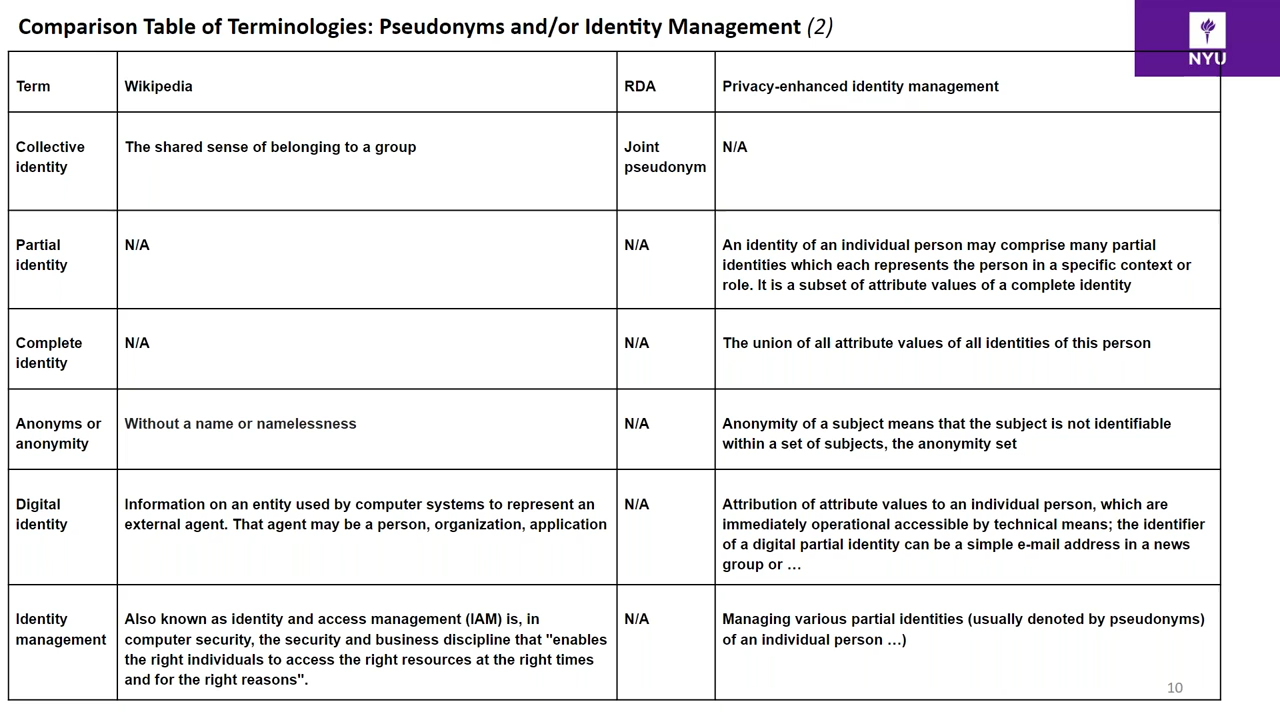 Comparison Table of Terminologies: Pseudonyms and/or Identity Management (2)
NYU
Term
Wikipedia
RDA
Privacy-enhanced identity management
Collective
identity
The shared sense of belonging to a group
Joint
pseudonym
N/A
Partial
identity
N/A
N/A
An identity of an individual person may comprise many partial
identities which each represents the person in a specific context or
role. It is a subset of attribute values of a complete identity
Complete
identity
N/A
N/A
The union of all attribute values of all identities of this person
Anonyms or
anonymity
Without a name or namelessness
N/A
Anonymity of a subject means that the subject is not identifiable
within a set of subjects, the anonymity set
Digital
identity
Information on an entity used by computer systems to represent an
external agent. That agent may be a person, organization, application
N/A
Attribution of attribute values to an individual person, which are
immediately operational accessible by technical means; the identifier
of a digital partial identity can be a simple e-mail address in a news
group or …
Identity
management
Also known as identity and access management (IAM) is, in
computer security, the security and business discipline that "enables
the right individuals to access the right resources at the right times
and for the right reasons".
N/A
Managing various partial identities (usually denoted by pseudonyms)
of an individual person …)
10